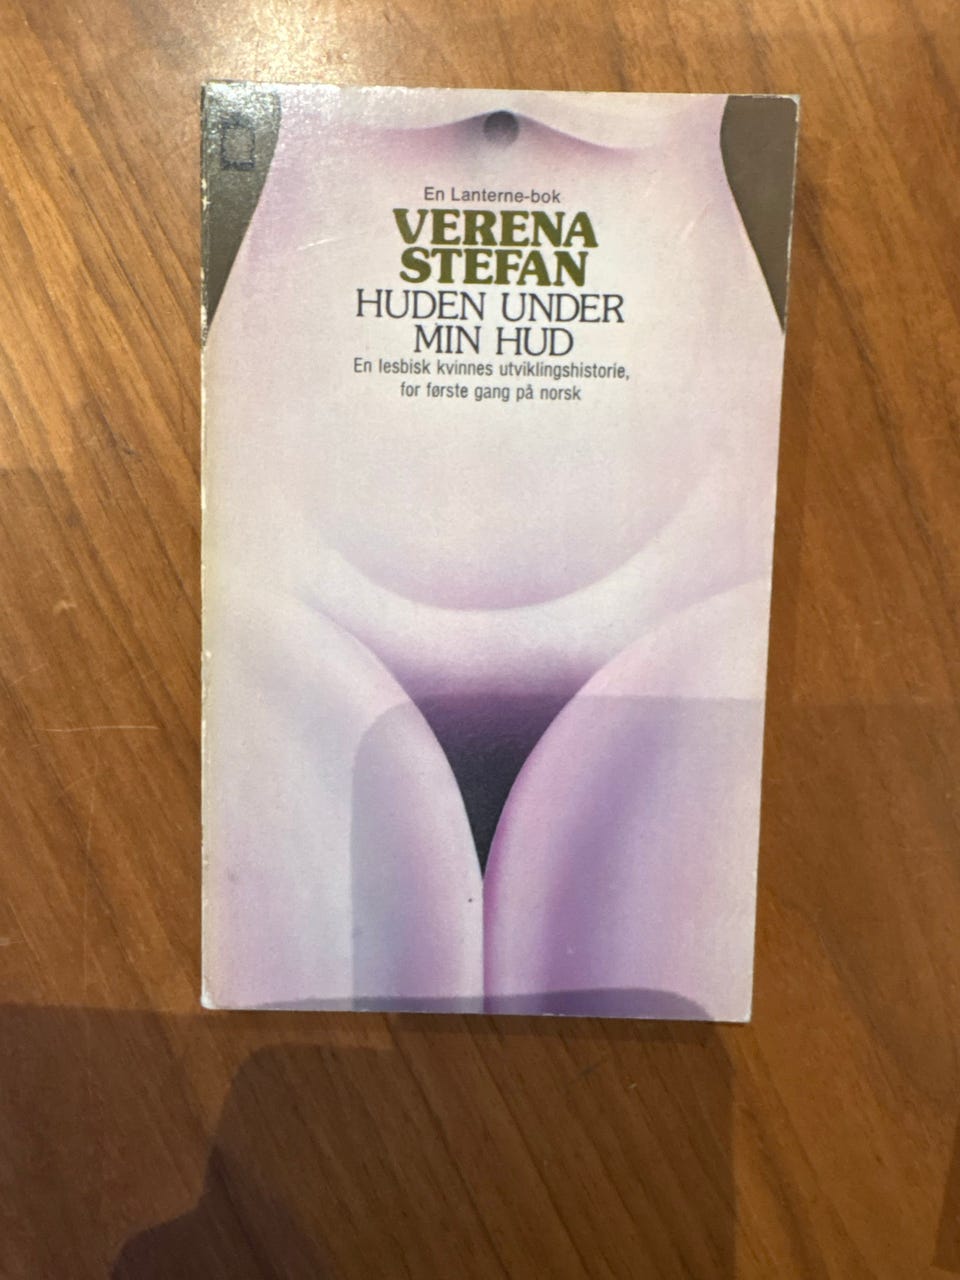 En Lanterne-bok
VERENA
STEFAN
HUDEN UNDER
MIN HUD
En lesbisk kvinnes utviklingshistorie,
for første gang på norsk